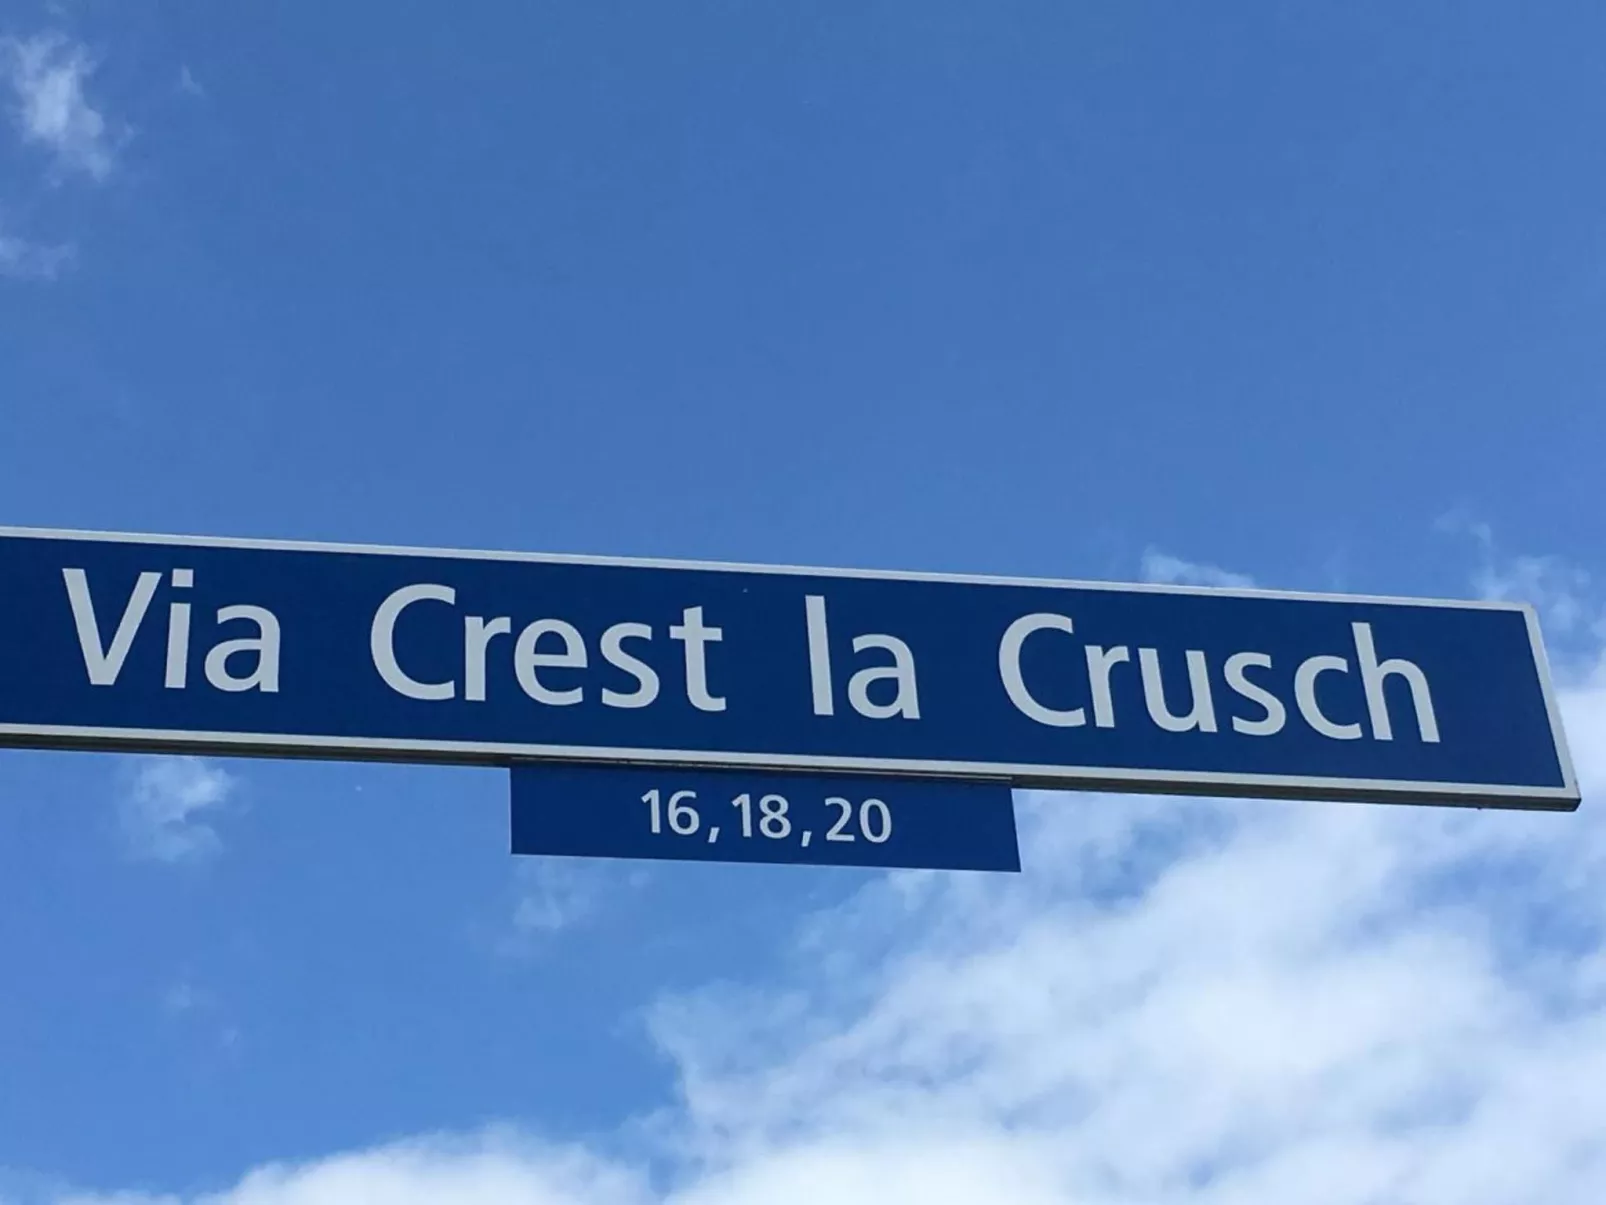 Via Crest la Crusch
16, 18, 20